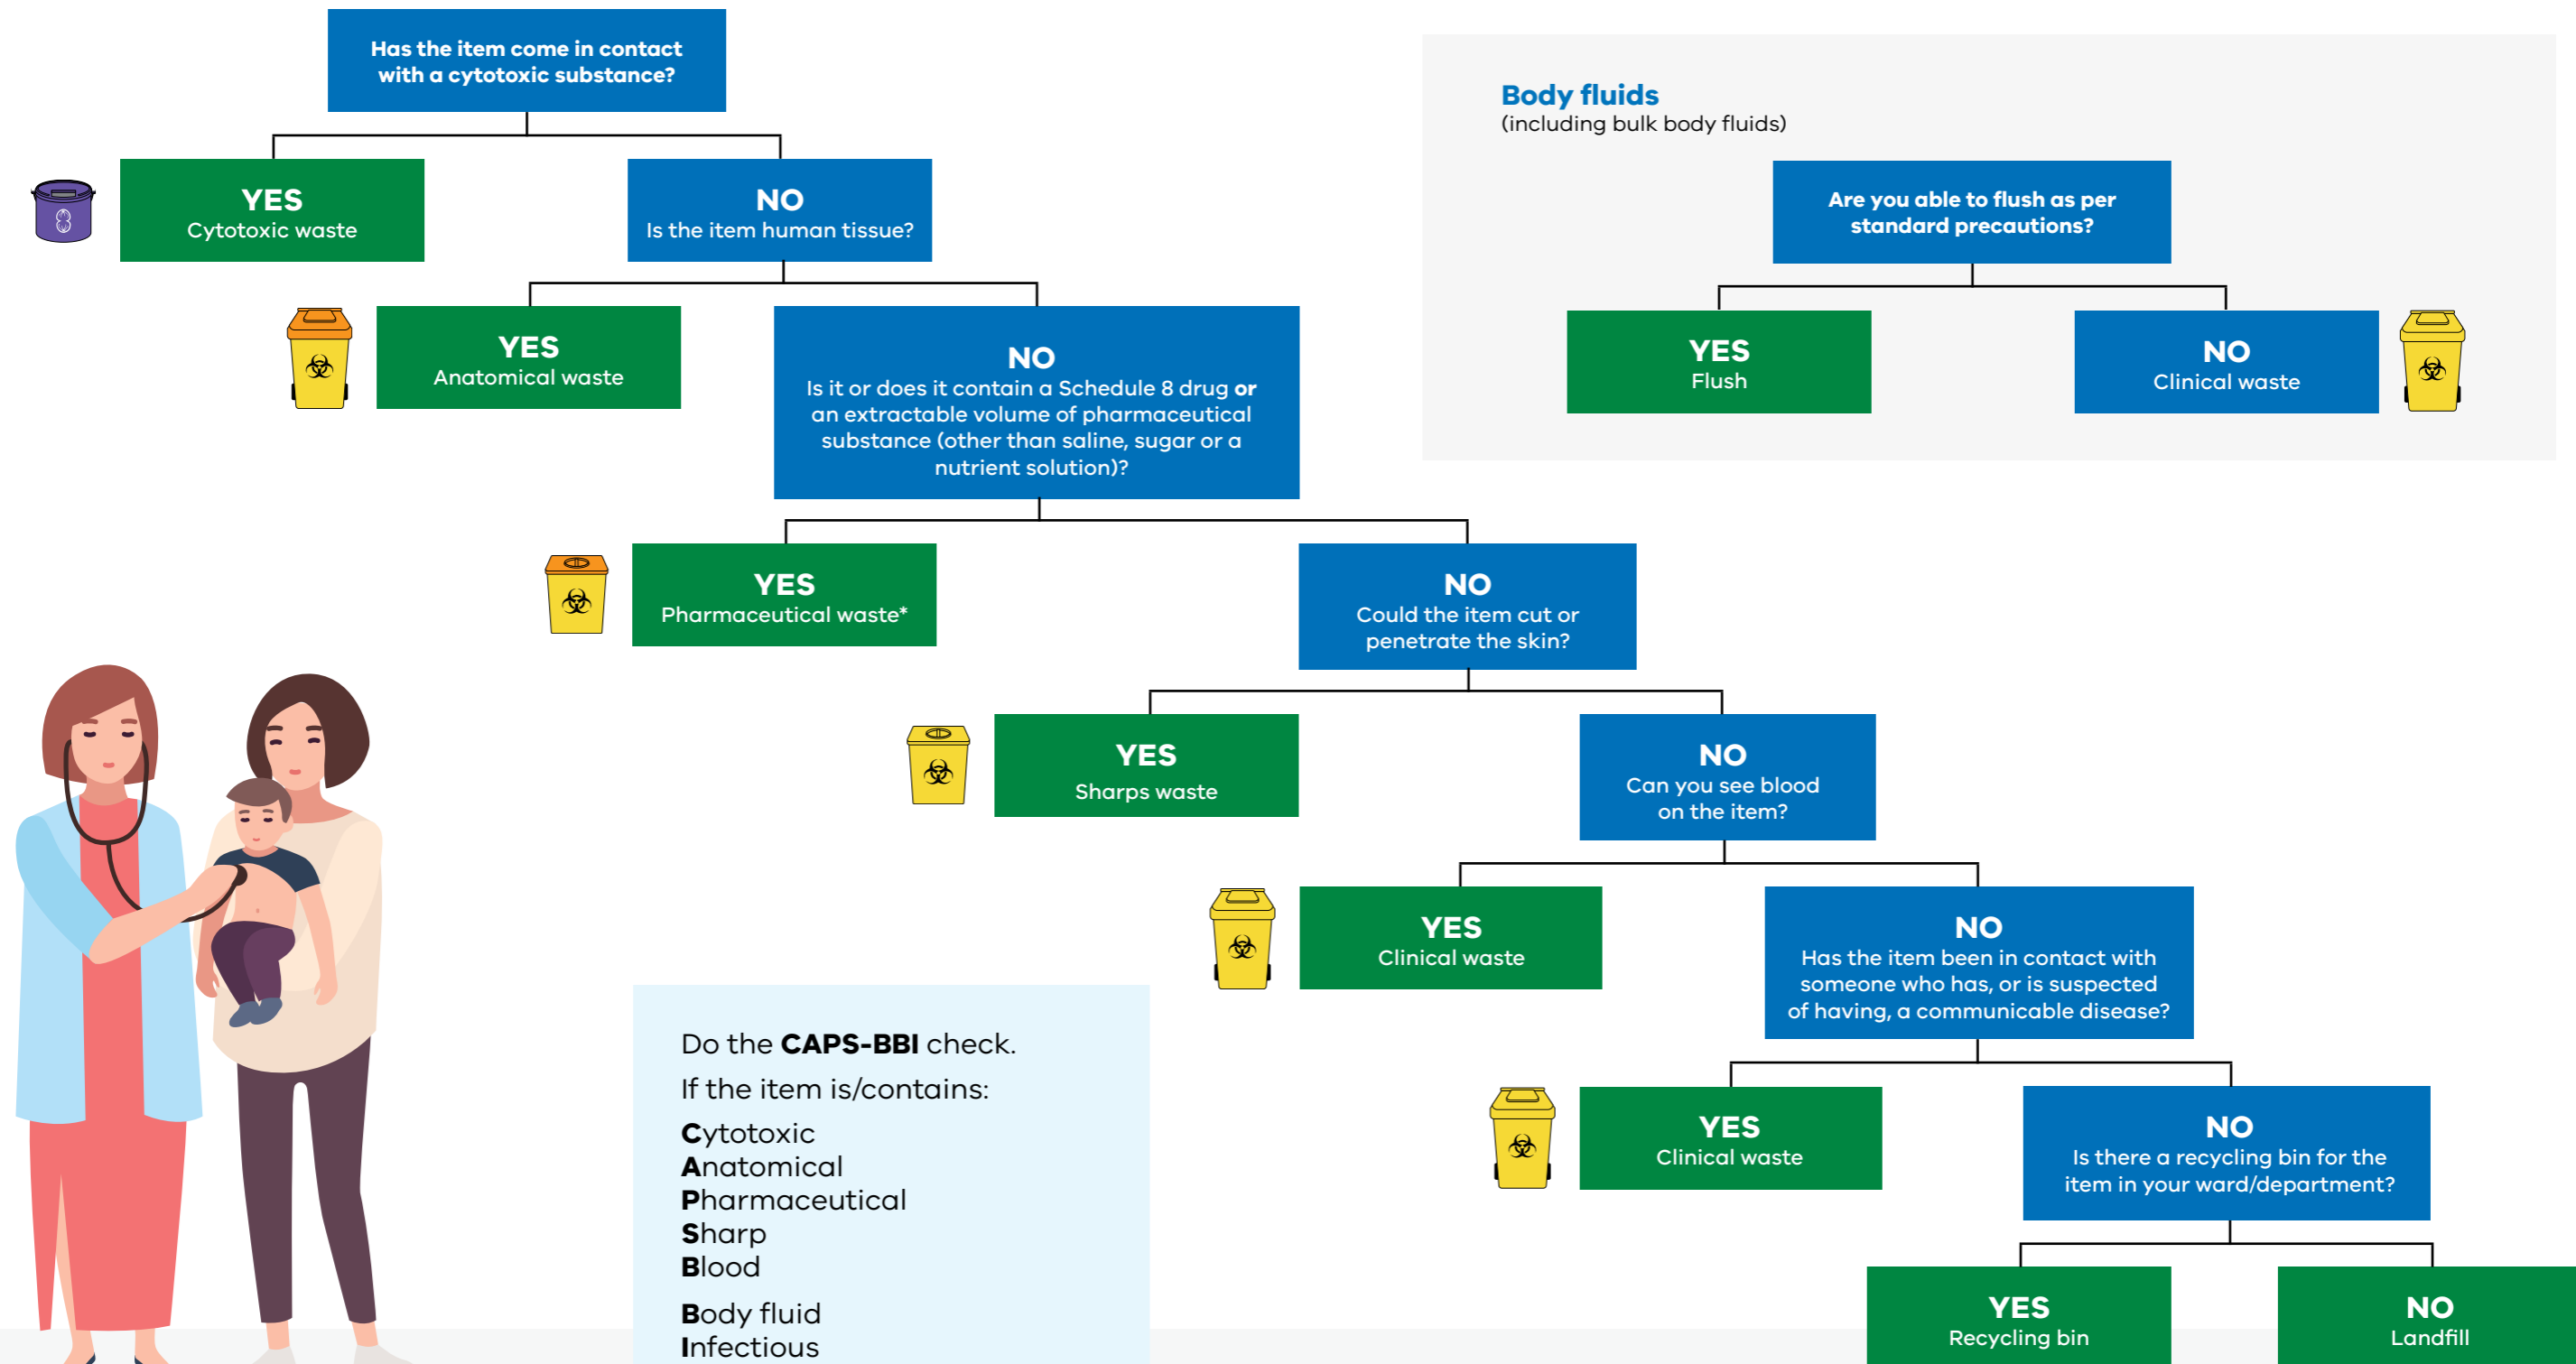 Has the item come in contact
with a cytotoxic substance?
YES
Cytotoxic waste
NO
Is the item human tissue?
YES
Anatomical waste
NO
Is it or does it contain a Schedule 8 drug or
an extractable volume of pharmaceutical
substance (other than saline, sugar or a
nutrient solution)?
YES
Pharmaceutical waste*
NO
Could the item cut or
penetrate the skin?
YES
Sharps waste
NO
Can you see blood
on the item?
YES
Clinical waste
NO
Has the item been in contact with
someone who has, or is suspected
of having, a communicable disease?
YES
Clinical waste
NO
Is there a recycling bin for the
item in your ward/department?
YES
Recycling bin
NO
Landfill
Body fluids
(including bulk body fluids)
Are you able to flush as per
standard precautions?
YES
Flush
NO
Clinical waste
Do the CAPS-BBI check.
If the item is/contains:
Cytotoxic
Anatomical
Pharmaceutical
Sharp
Blood
Body fluid
Infectious